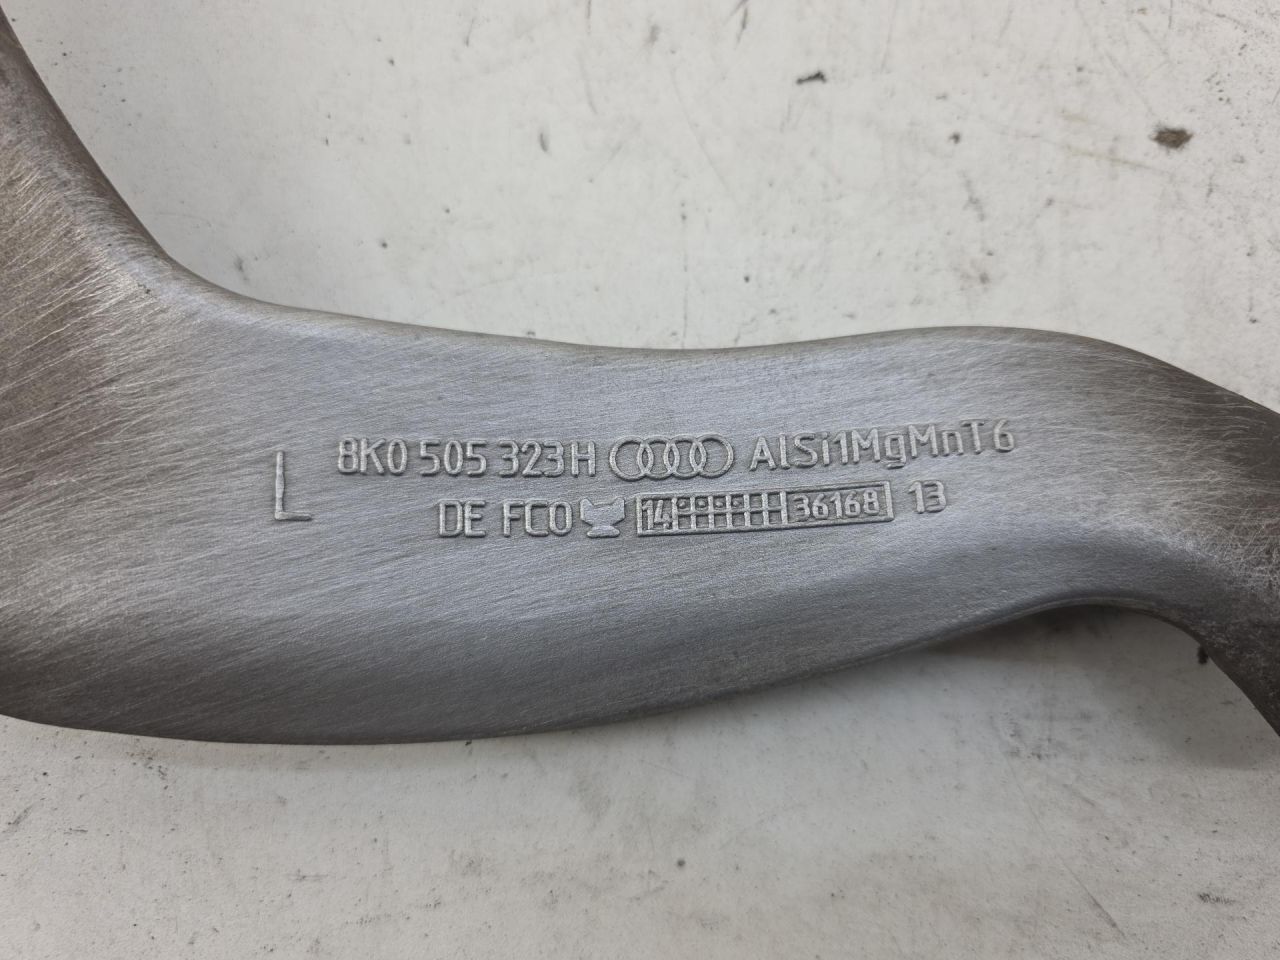 L
8K0 505 323H AlSi1MgMnT6
DE FCO 14 36168 13